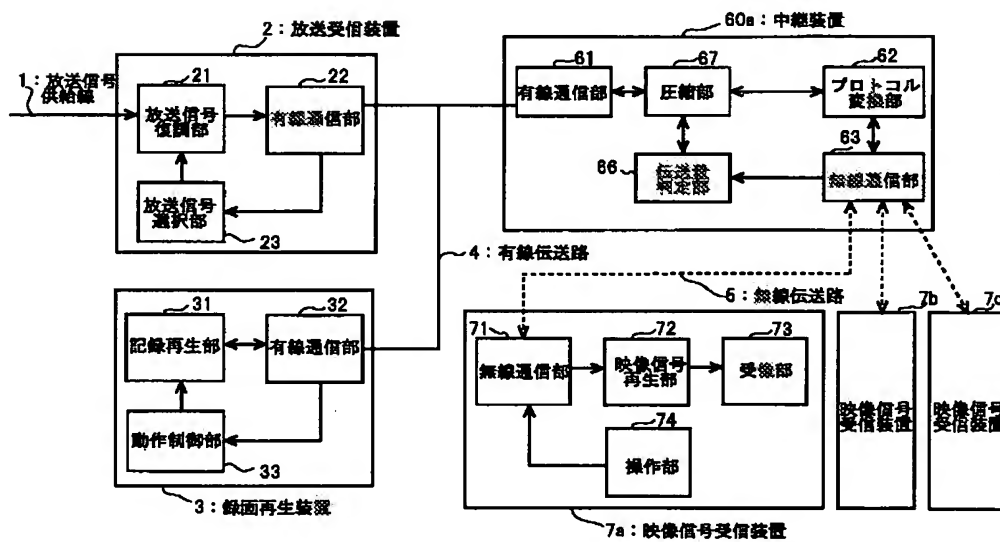 2：放送受信装置
60a：中継装置
1：放送信号
供給線
21
22
放送信号
復調部
有線通信部
放送信号
選択部
23
61
67
62
有線通信部
圧縮部
プロトコル
変換部
63
66
無線通信部
4：有線伝送路
5：無線伝送路
31
32
記録再生部
有線通信部
動作制御部
33
3：録画再生装置
71
72
73
無線通信部
映像信号
再生部
受像部
74
操作部
7a：映像信号受信装置
7b
映像信号
受信装置
7c
映像信号
受信装置